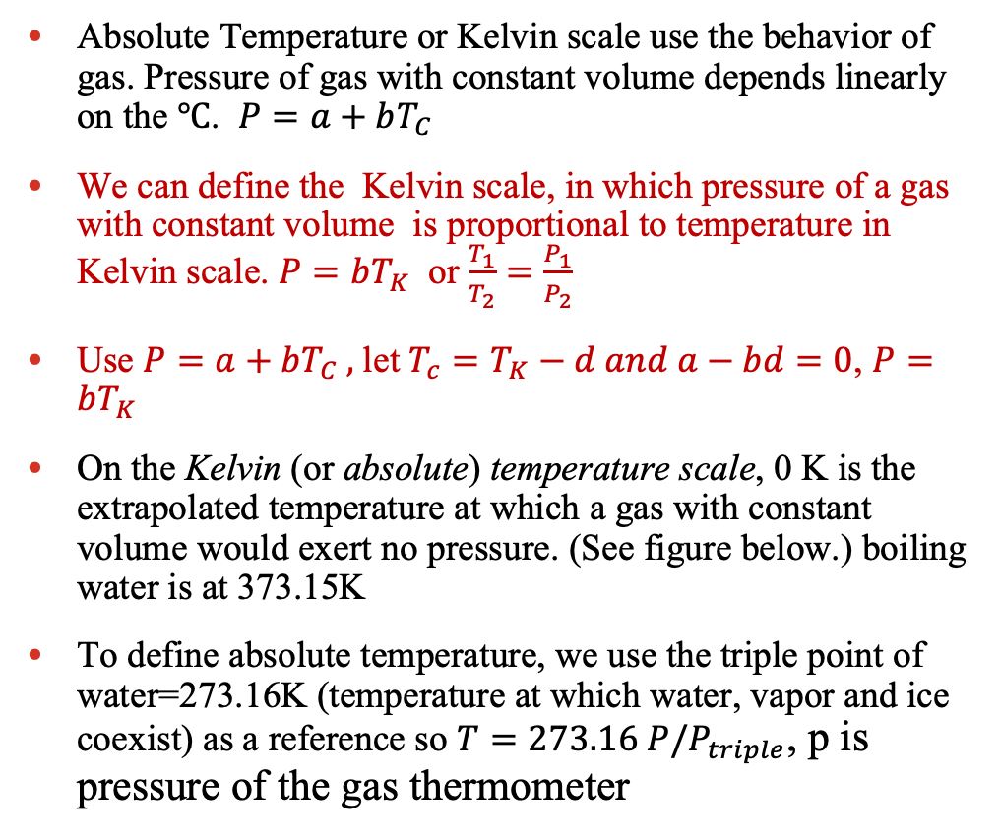 • Absolute Temperature or Kelvin scale use the behavior of
gas. Pressure of gas with constant volume depends linearly
on the °C. P = a + bT_C
• We can define the Kelvin scale, in which pressure of a gas
with constant volume is proportional to temperature in
Kelvin scale. P = bT_K or T_1/T_2 = P_1/P_2
• Use P = a + bT_C , let T_c = T_K − d and a − bd = 0, P =
bT_K
• On the Kelvin (or absolute) temperature scale, 0 K is the
extrapolated temperature at which a gas with constant
volume would exert no pressure. (See figure below.) boiling
water is at 373.15K
• To define absolute temperature, we use the triple point of
water=273.16K (temperature at which water, vapor and ice
coexist) as a reference so T = 273.16 P/P_triple, p is
pressure of the gas thermometer